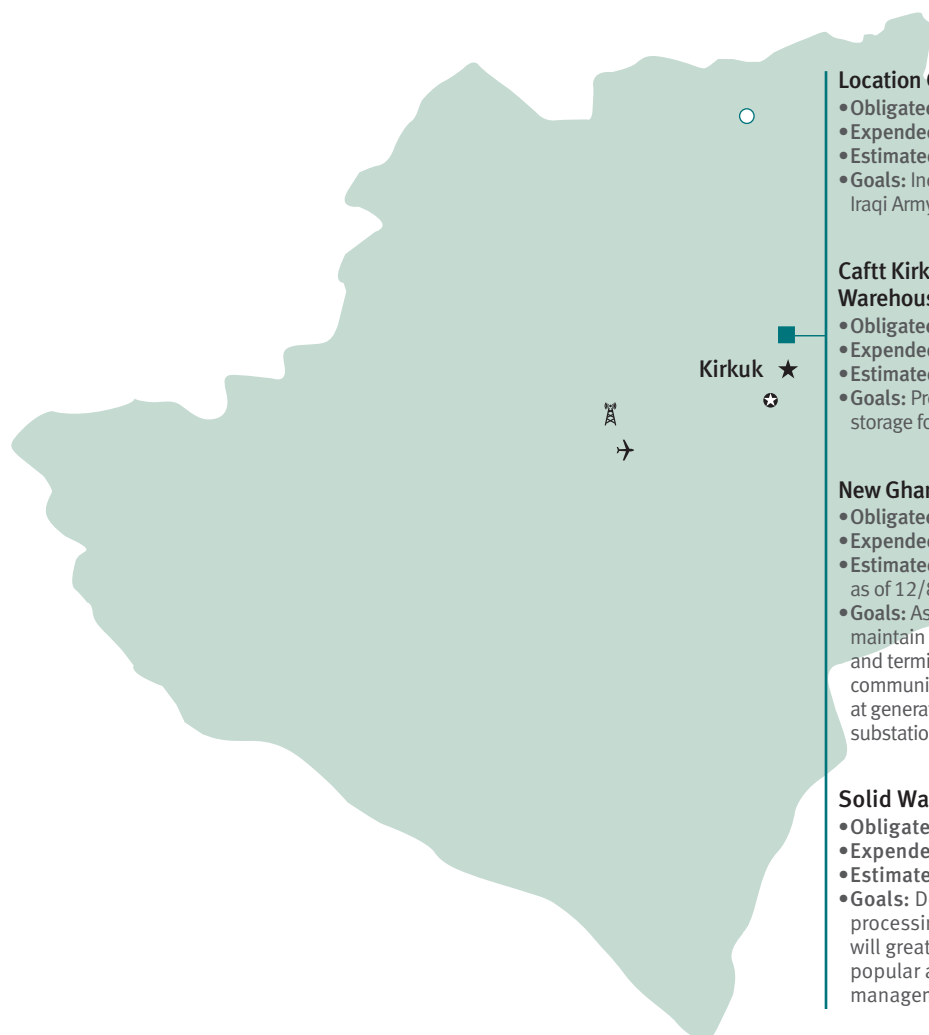 Location
• Obligated
• Expended
• Estimated
• Goals:
Iraqi Army
Caftt Kirk
Warehous
• Obligated
• Expended
• Estimated
• Goals: Pr
storage fo
Kirkuk
New Ghar
• Obligated
• Expended
• Estimated
as of 12/8
• Goals: As
maintain
and termi
communi
at genera
substatio
Solid Wa
• Obligate
• Expende
• Estimate
• Goals: D
processin
will great
popular a
manager